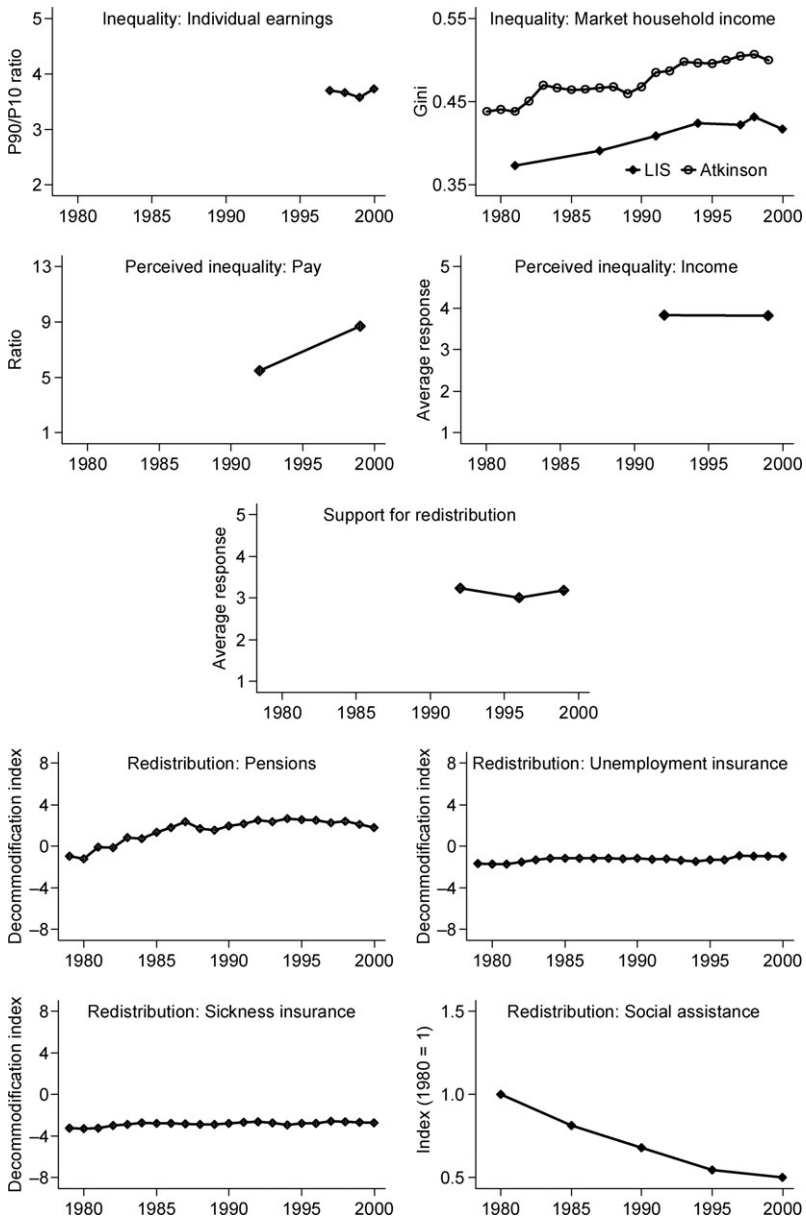 Inequality: Individual earnings
P90/P10 ratio
5
4
3
2
1980 1985 1990 1995 2000
Inequality: Market household income
Gini
0.55
0.45
0.35
LIS Atkinson
1980 1985 1990 1995 2000
Perceived inequality: Pay
Ratio
13
9
5
1
1980 1985 1990 1995 2000
Perceived inequality: Income
Average response
5
4
3
2
1
1980 1985 1990 1995 2000
Support for redistribution
Average response
5
4
3
2
1
1980 1985 1990 1995 2000
Redistribution: Pensions
Decommodification index
8
4
0
–4
–8
1980 1985 1990 1995 2000
Redistribution: Unemployment insurance
Decommodification index
8
4
0
–4
–8
1980 1985 1990 1995 2000
Redistribution: Sickness insurance
Decommodification index
8
4
0
–4
–8
1980 1985 1990 1995 2000
Redistribution: Social assistance
Index (1980 = 1)
1.5
1.0
0.5
1980 1985 1990 1995 2000